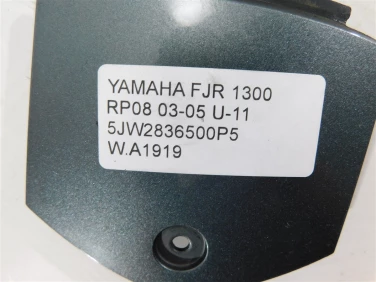 YAMAHA FJR 1300
RP08 03-05 U-11
5JW2836500P5
W.A1919